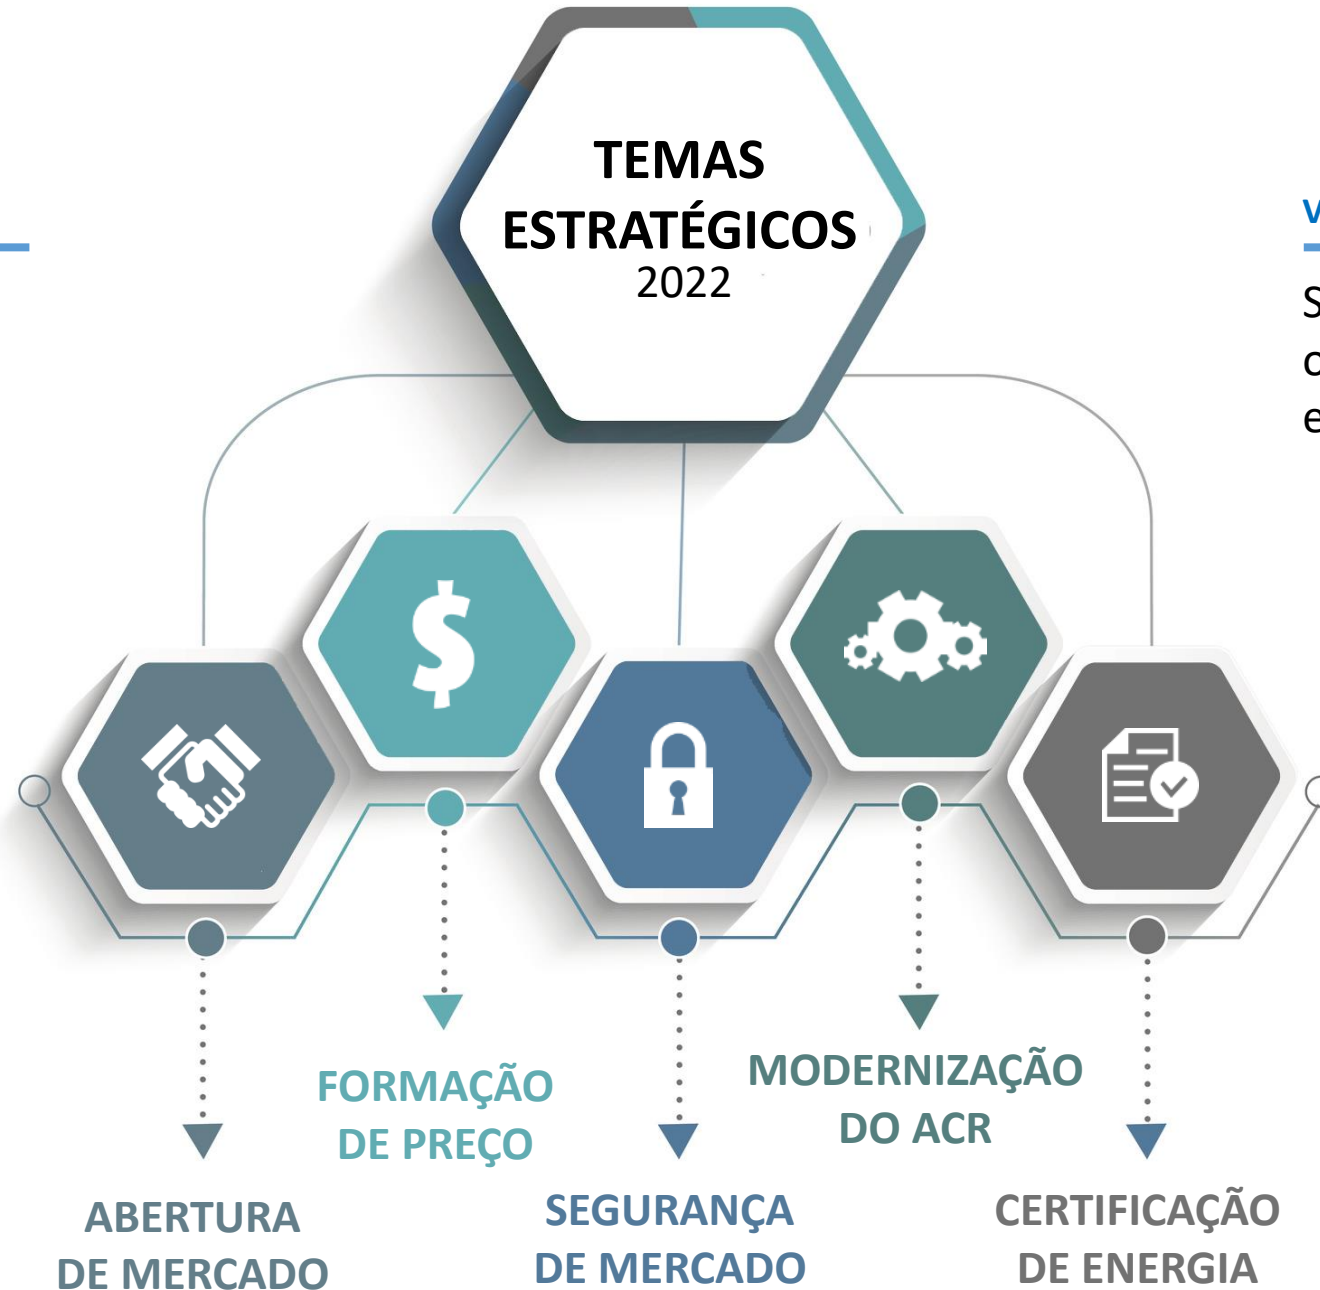 TEMAS
ESTRATÉGICOS
2022
FORMAÇÃO
DE PREÇO
MODERNIZAÇÃO
DO ACR
ABERTURA
DE MERCADO
SEGURANÇA
DE MERCADO
CERTIFICAÇÃO
DE ENERGIA